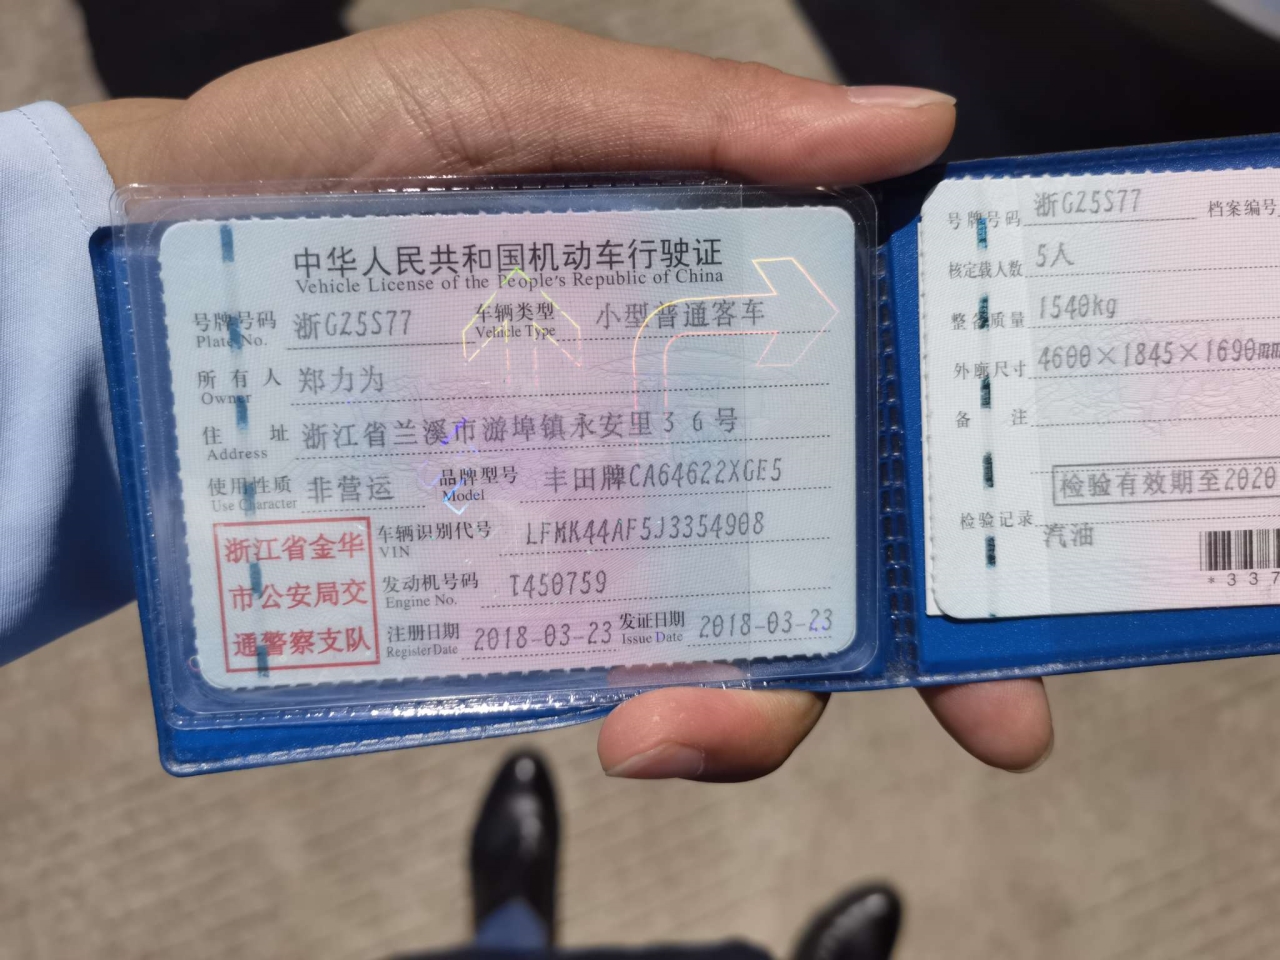 中华人民共和国机动车行驶证
Vehicle License of the People's Republic of China
号牌号码 浙GZ5S77 车辆类型 小型普通客车
Plate No. Vehicle Type
所有人 郑力为
Owner
住址 浙江省兰溪市游埠镇永安里36号
Address
使用性质 非营运 品牌型号 丰田牌CA64622XGE5
Use Character Model
浙江省金华
市公安局交
通警察支队
车辆识别代号 LFMK44AF5J3354908
VIN
发动机号码 T450759
Engine No.
注册日期 2018-03-23 发证日期 2018-03-23
Register Date Issue Date
号牌号码 浙GZ5S77 档案编号
核定载人数 5人
整备质量 1540kg
外廓尺寸 4600×1845×1690mm
备注
检验有效期至2020
检验记录
汽油
*337